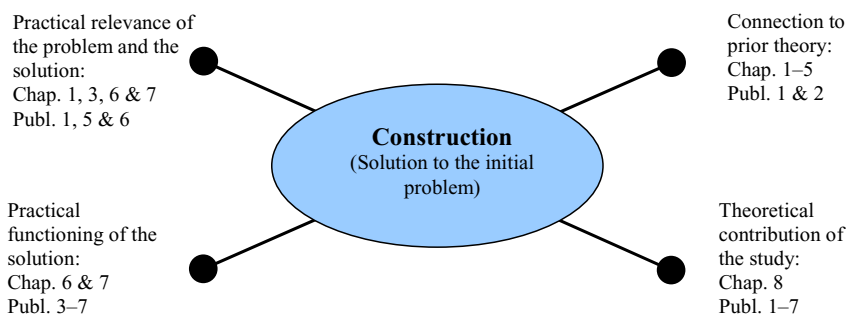 Practical relevance of
the problem and the
solution:
Chap. 1, 3, 6 & 7
Publ. 1, 5 & 6
Connection to
prior theory:
Chap. 1–5
Publ. 1 & 2
Construction
(Solution to the initial
problem)
Practical
functioning of the
solution:
Chap. 6 & 7
Publ. 3–7
Theoretical
contribution of
the study:
Chap. 8
Publ. 1–7